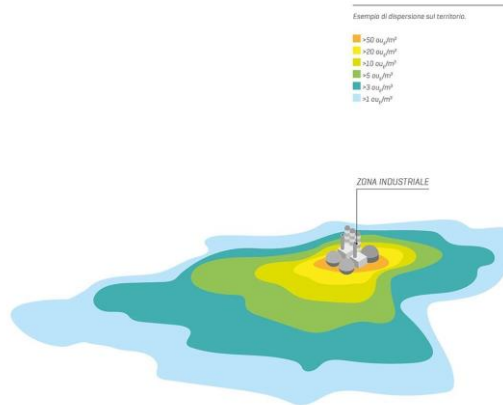 Esempio di dispersione sul territorio.
>50 ouE/m³
>20 ouE/m³
>10 ouE/m³
>5 ouE/m³
>3 ouE/m³
>1 ouE/m³
ZONA INDUSTRIALE